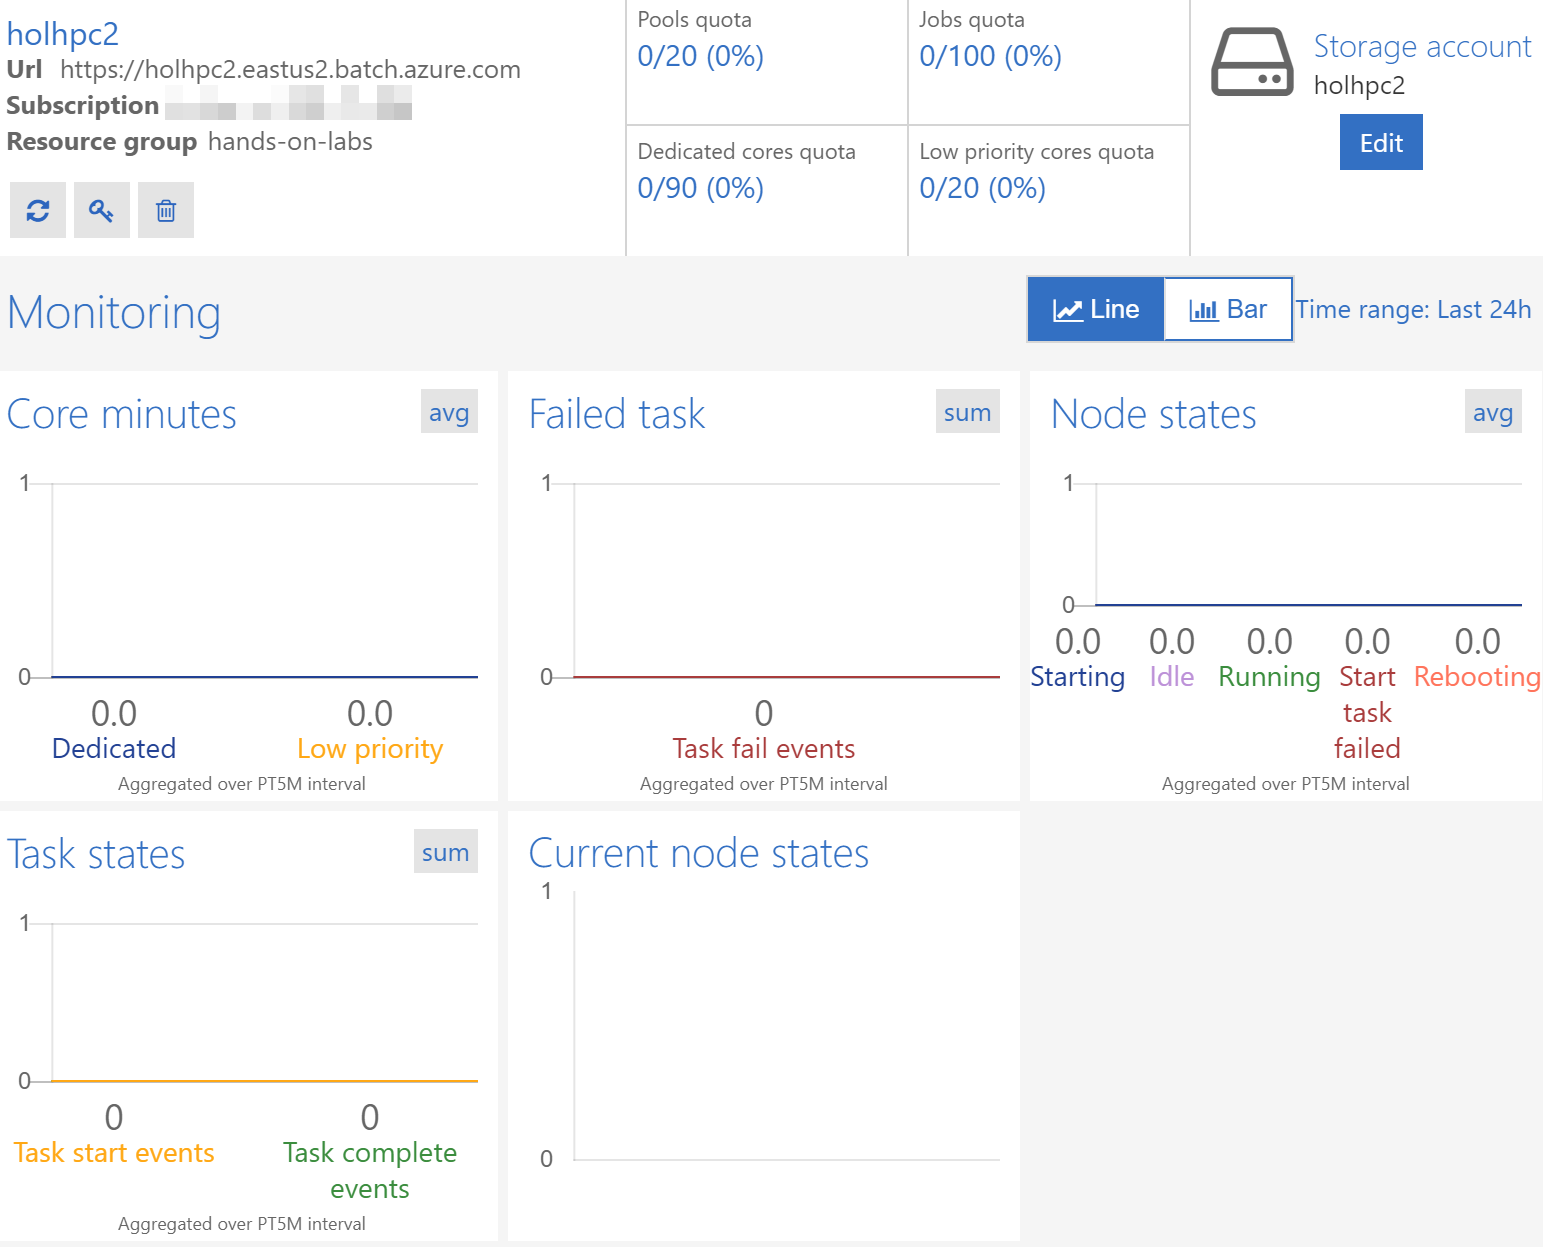 holhpc2
Url https://holhpc2.eastus2.batch.azure.com
Subscription
Resource group hands-on-labs
Pools quota
0/20 (0%)
Jobs quota
0/100 (0%)
Dedicated cores quota
0/90 (0%)
Low priority cores quota
0/20 (0%)
Storage account
holhpc2
Edit
Monitoring
Line
Bar
Time range: Last 24h
Core minutes
avg
1
0
0.0
Dedicated
0.0
Low priority
Aggregated over PT5M interval
Failed task
sum
1
0
0
Task fail events
Aggregated over PT5M interval
Node states
avg
1
0
0.0
Starting
0.0
Idle
0.0
Running
0.0
Start
task
failed
0.0
Rebooting
Aggregated over PT5M interval
Task states
sum
1
0
0
Task start events
0
Task complete
events
Aggregated over PT5M interval
Current node states
1
0